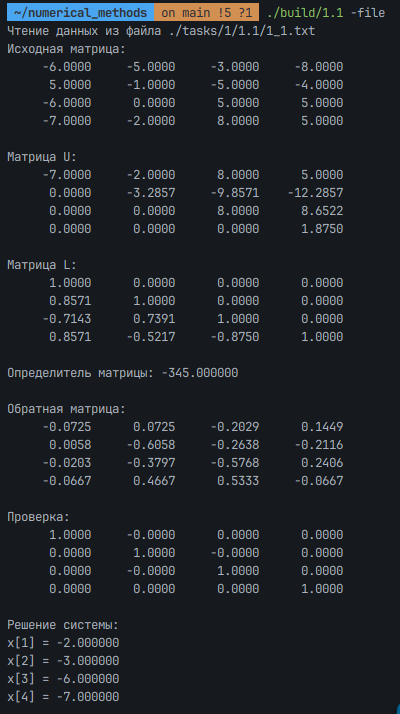 ~/numerical_methods on main !5 ?1 ./build/1.1 -file
Чтение данных из файла ./tasks/1/1.1/1_1.txt
Исходная матрица:
-6.0000 -5.0000 -3.0000 -8.0000
5.0000 -1.0000 -5.0000 -4.0000
-6.0000 0.0000 5.0000 5.0000
-7.0000 -2.0000 8.0000 5.0000
Матрица U:
-7.0000 -2.0000 8.0000 5.0000
0.0000 -3.2857 -9.8571 -12.2857
0.0000 0.0000 8.0000 8.6522
0.0000 0.0000 0.0000 1.8750
Матрица L:
1.0000 0.0000 0.0000 0.0000
0.8571 1.0000 0.0000 0.0000
-0.7143 0.7391 1.0000 0.0000
0.8571 -0.5217 -0.8750 1.0000
Определитель матрицы: -345.000000
Обратная матрица:
-0.0725 0.0725 -0.2029 0.1449
0.0058 -0.6058 -0.2638 -0.2116
-0.0203 -0.3797 -0.5768 0.2406
-0.0667 0.4667 0.5333 -0.0667
Проверка:
1.0000 -0.0000 0.0000 0.0000
0.0000 1.0000 -0.0000 0.0000
0.0000 -0.0000 1.0000 0.0000
0.0000 0.0000 0.0000 1.0000
Решение системы:
x[1] = -2.000000
x[2] = -3.000000
x[3] = -6.000000
x[4] = -7.000000